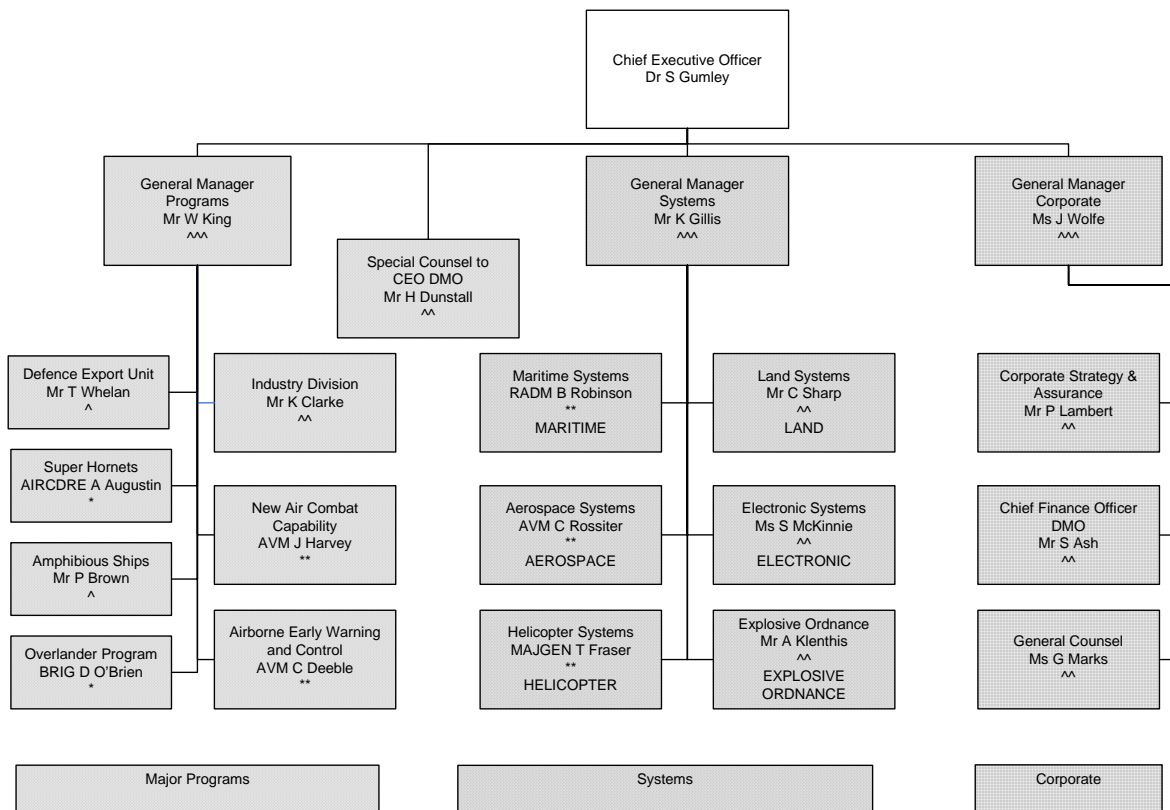 Chief Executive Officer
Dr S Gumley
General Manager
Programs
Mr W King
^^^
General Manager
Systems
Mr K Gillis
^^^
General Manager
Corporate
Ms J Wolfe
^^^
Special Counsel to
CEO DMO
Mr H Dunstall
^^
Defence Export Unit
Mr T Whelan
^
Industry Division
Mr K Clarke
^^
Super Hornets
AIRCDRE A Augustin
*
New Air Combat
Capability
AVM J Harvey
**
Amphibious Ships
Mr P Brown
^
Overlander Program
BRIG D O'Brien
*
Airborne Early Warning
and Control
AVM C Deeble
**
Maritime Systems
RADM B Robinson
**
MARITIME
Land Systems
Mr C Sharp
^^
LAND
Aerospace Systems
AVM C Rossiter
**
AEROSPACE
Electronic Systems
Ms S McKinnie
^^
ELECTRONIC
Helicopter Systems
MAJGEN T Fraser
**
HELICOPTER
Explosive Ordnance
Mr A Klenthis
^^
EXPLOSIVE
ORDNANCE
Corporate Strategy &
Assurance
Mr P Lambert
^^
Chief Finance Officer
DMO
Mr S Ash
^^
General Counsel
Ms G Marks
^^
Major Programs
Systems
Corporate